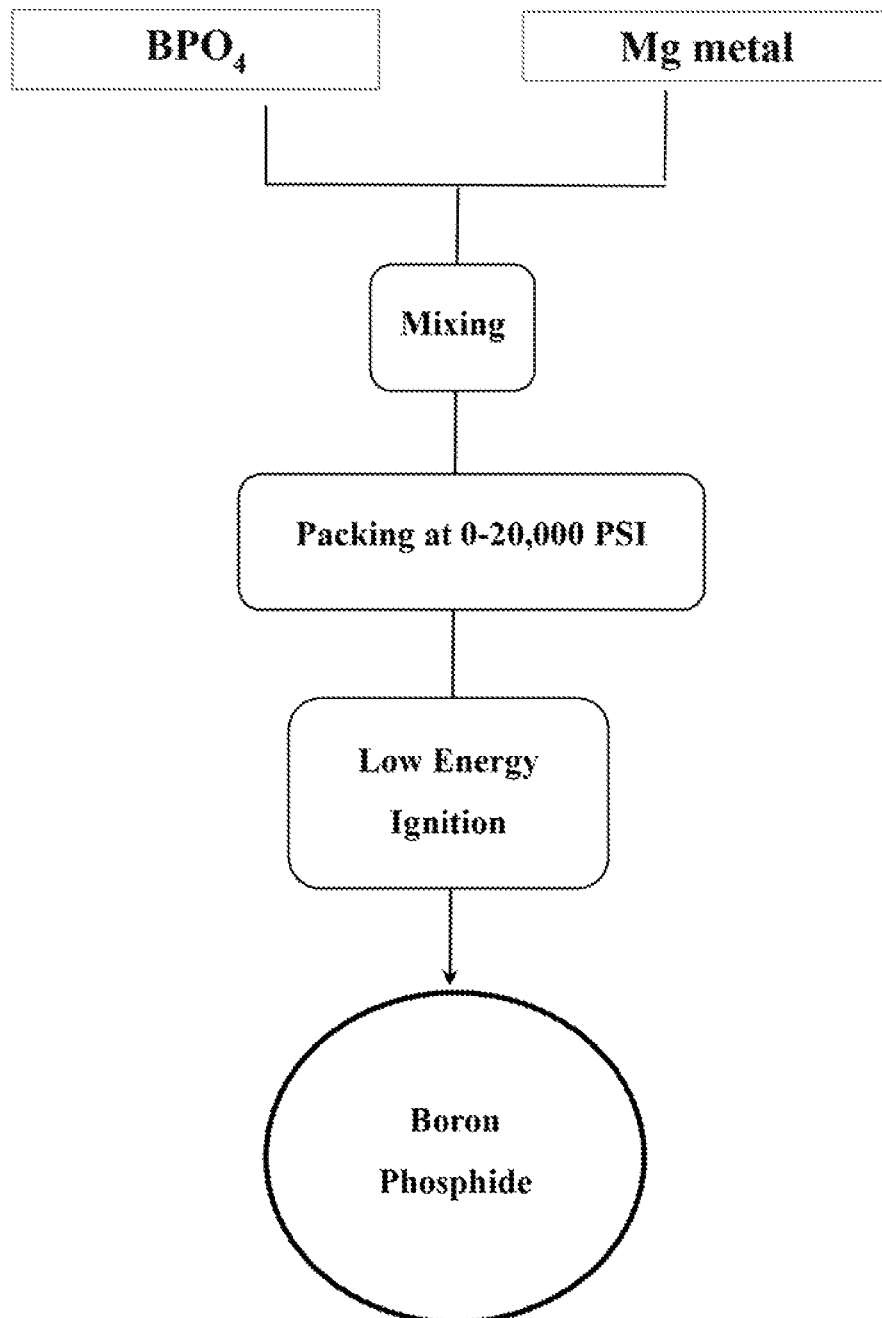 BPO₄
Mg metal
Mixing
Packing at 0-20,000 PSI
Low Energy
Ignition
Boron
Phosphide